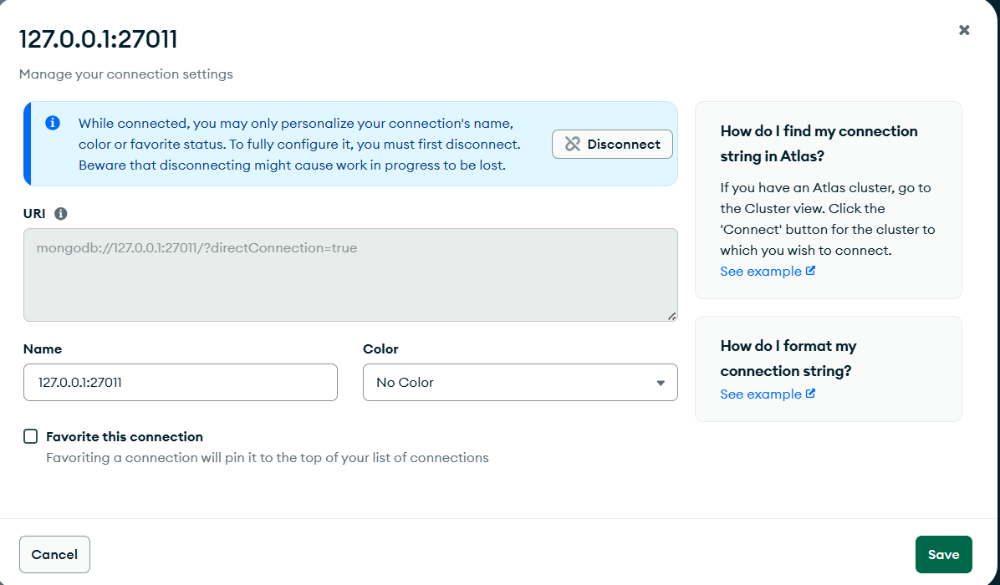 127.0.0.1:27011
Manage your connection settings
While connected, you may only personalize your connection's name,
color or favorite status. To fully configure it, you must first disconnect.
Beware that disconnecting might cause work in progress to be lost.
Disconnect
URI
mongodb://127.0.0.1:27011/?directConnection=true
Name
Color
127.0.0.1:27011
No Color
Favorite this connection
Favoriting a connection will pin it to the top of your list of connections
How do I find my connection
string in Atlas?
If you have an Atlas cluster, go to
the Cluster view. Click the
'Connect' button for the cluster to
which you wish to connect.
See example
How do I format my
connection string?
See example
Cancel
Save